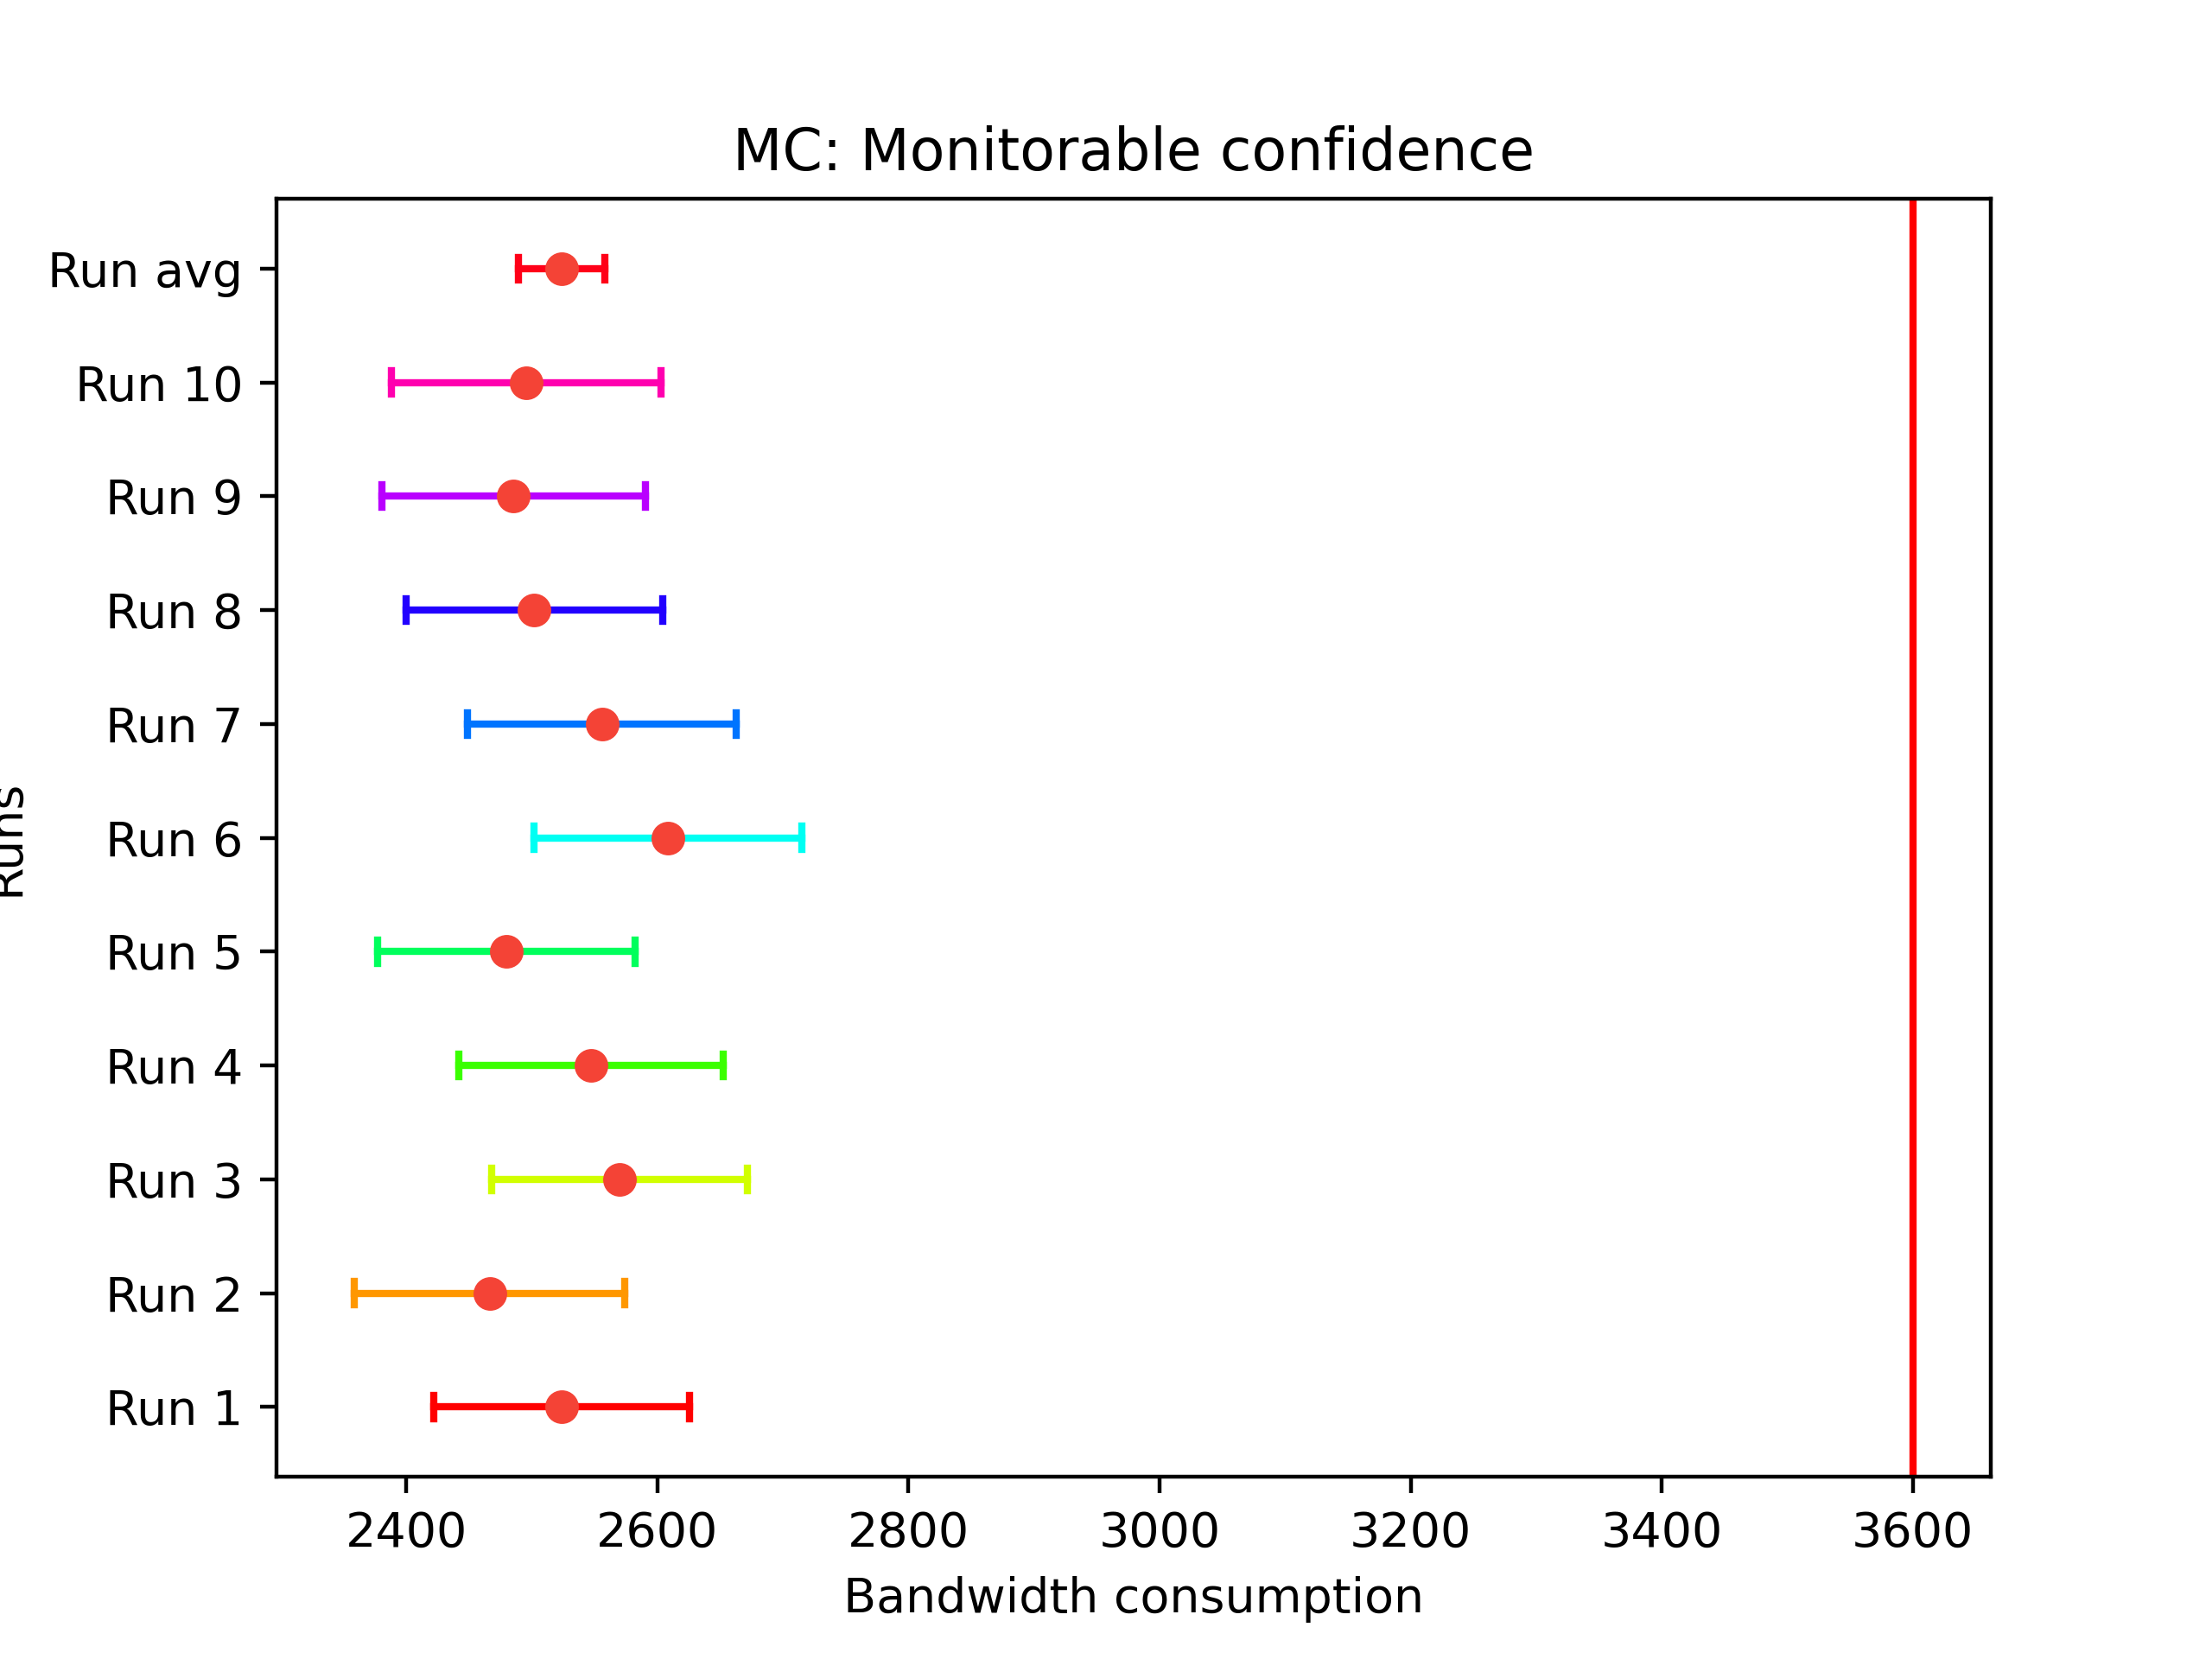 MC: Monitorable confidence
Run avg
Run 10
Run 9
Run 8
Run 7
Run 6
Runs
Run 5
Run 4
Run 3
Run 2
Run 1
2400 2600 2800 3000 3200 3400 3600
Bandwidth consumption